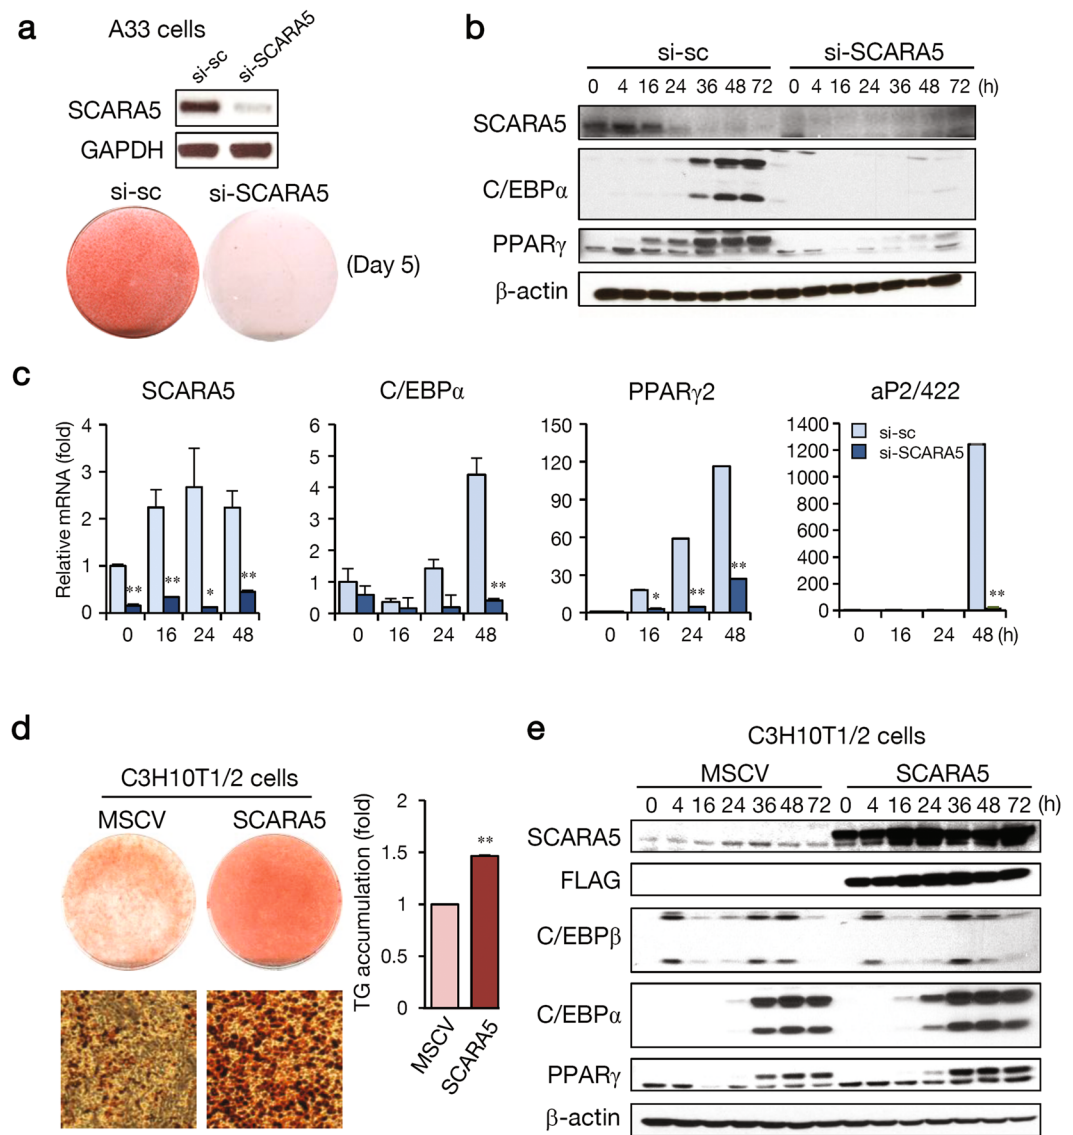 a
A33 cells
si-sc si-SCARA5
SCARA5
GAPDH
si-sc si-SCARA5
(Day 5)
b
si-sc si-SCARA5
0 4 16 24 36 48 72 0 4 16 24 36 48 72 (h)
SCARA5
C/EBPα
PPARγ
β-actin
c
SCARA5
Relative mRNA (fold)
4
3
2
1
0
** ** * **
0 16 24 48
C/EBPα
6
5
4
3
2
1
0
**
0 16 24 48
PPARγ2
150
120
90
60
30
0
* ** **
0 16 24 48
aP2/422
1400
1200
1000
800
600
400
200
0
si-sc
si-SCARA5
**
0 16 24 48 (h)
d
C3H10T1/2 cells
MSCV SCARA5
TG accumulation (fold)
2
1.5
1
0.5
0
**
MSCV SCARA5
e
C3H10T1/2 cells
MSCV SCARA5
0 4 16 24 36 48 72 0 4 16 24 36 48 72 (h)
SCARA5
FLAG
C/EBPβ
C/EBPα
PPARγ
β-actin